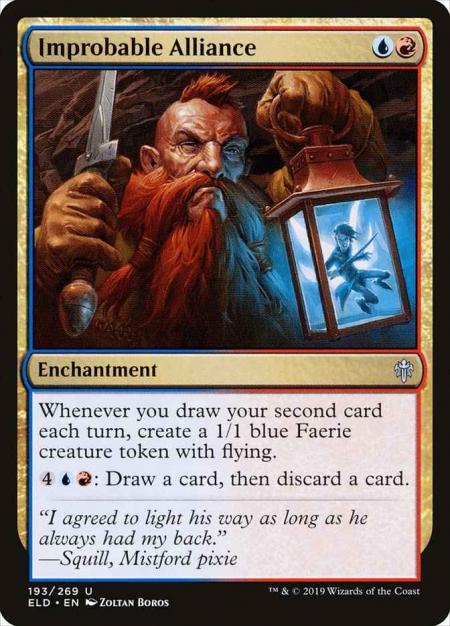 Improbable Alliance
Enchantment
Whenever you draw your second card
each turn, create a 1/1 blue Faerie
creature token with flying.
4: Draw a card, then discard a card.
“I agreed to light his way as long as he
always had my back.”
—Squill, Mistford pixie
193/269 U
ELD • EN Zoltan Boros
™ & © 2019 Wizards of the Coast